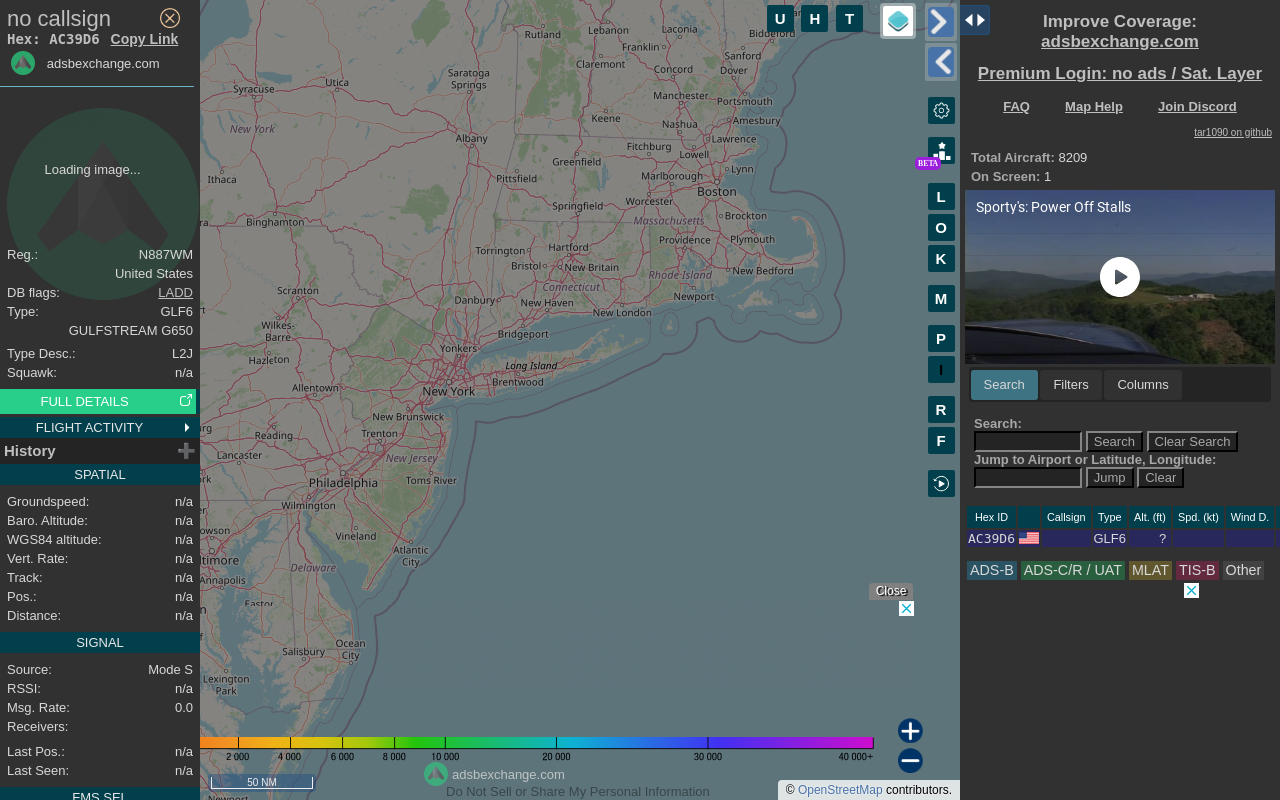 no callsign
Hex: AC39D6 Copy Link
adsbexchange.com
Loading image...
Reg.: N887WM
United States
DB flags: LADD
Type: GLF6
GULFSTREAM G650
Type Desc.: L2J
Squawk: n/a
FULL DETAILS
FLIGHT ACTIVITY
History
SPATIAL
Groundspeed: n/a
Baro. Altitude: n/a
WGS84 altitude: n/a
Vert. Rate: n/a
Track: n/a
Pos.: n/a
Distance: n/a
SIGNAL
Source: Mode S
RSSI: n/a
Msg. Rate: 0.0
Receivers:
Last Pos.: n/a
Last Seen: n/a
FMS SEL
U H T
BETA
L
O
K
M
P
I
R
F
Rutland
Lebanon
Laconia
Biddeford
Franklin
Sanford
Claremont
Concord
Dover
Saratoga
Springs
Utica
Syracuse
Manchester
Portsmouth
Keene
Nashua
Amesbury
New York
Albany
Fitchburg
Lawrence
Greenfield
Lowell
Lynn
Ithaca
Pittsfield
Marlborough
Boston
Worcester
Springfield
Massachusetts
Brockton
Binghamton
Torrington
Hartford
Providence
Plymouth
Bristol
New Britain
Rhode Island
New Bedford
Connecticut
Scranton
Danbury
New Haven
Newport
New London
Wilkes-
Barre
Bridgeport
Yonkers
Hazleton
Long Island
Allentown
Brentwood
New York
New Brunswick
Reading
Trenton
Lancaster
New Jersey
Philadelphia
Toms River
Wilmington
Vineland
Atlantic
City
Delaware
Annapolis
Easton
Ocean
City
Salisbury
Lexington
Park
Close
2 000 4 000 6 000 8 000 10 000 20 000 30 000 40 000+
50 NM
adsbexchange.com
Do Not Sell or Share My Personal Information
© OpenStreetMap contributors.
Improve Coverage:
adsbexchange.com
Premium Login: no ads / Sat. Layer
FAQ Map Help Join Discord
tar1090 on github
Total Aircraft: 8209
On Screen: 1
Sporty's: Power Off Stalls
Search Filters Columns
Search:
Search Clear Search
Jump to Airport or Latitude, Longitude:
Jump Clear
Hex ID Callsign Type Alt. (ft) Spd. (kt) Wind D.
AC39D6 GLF6 ?
ADS-B ADS-C/R / UAT MLAT TIS-B Other